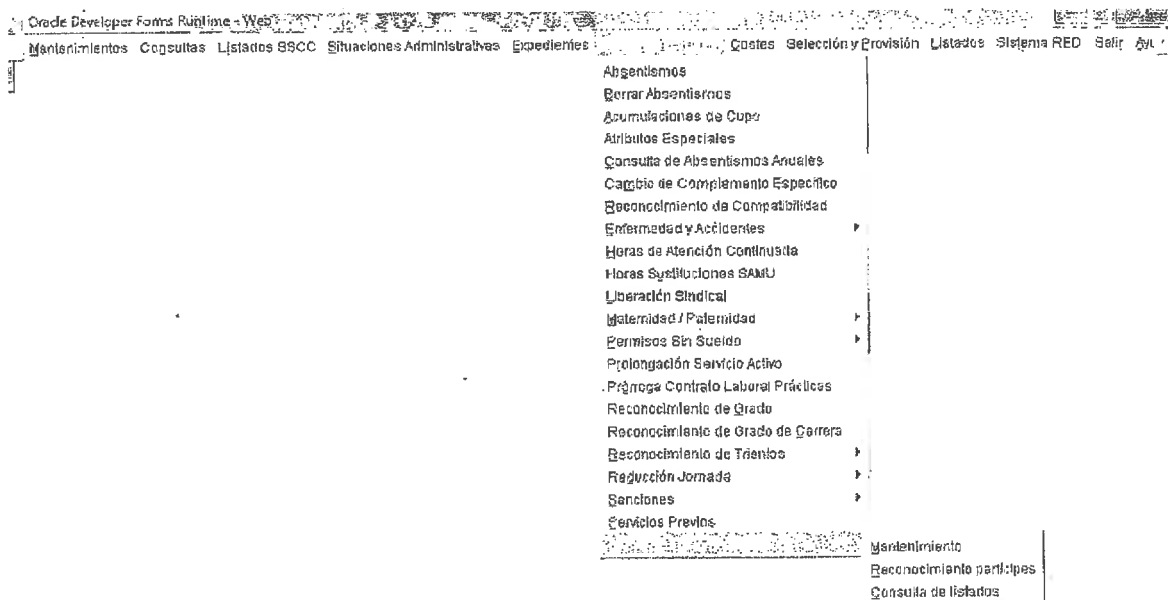 Oracle Developer Forms Runtime - Web
Mantenimientos Consultas Listados SSCC Situaciones Administrativas Expedientes Costes Selección y Provisión Listados Sistema RED Salir Ayu
Absentismos
Borrar Absentismos
Acumulaciones de Cupo
Atributos Especiales
Consulta de Absentismos Anuales
Cambio de Complemento Específico
Reconocimiento de Compatibilidad
Enfermedad y Accidentes
Horas de Atención Continuada
Horas Sustituciones SAMU
Liberación Sindical
Maternidad / Paternidad
Permisos Sin Sueldo
Prolongación Servicio Activo
Prórroga Contrato Laboral Prácticas
Reconocimiento de Grado
Reconocimiento de Grado de Carrera
Reconocimiento de Trienios
Reducción Jornada
Sanciones
Servicios Previos
Mantenimiento
Reconocimiento partícipes
Consulta de listados